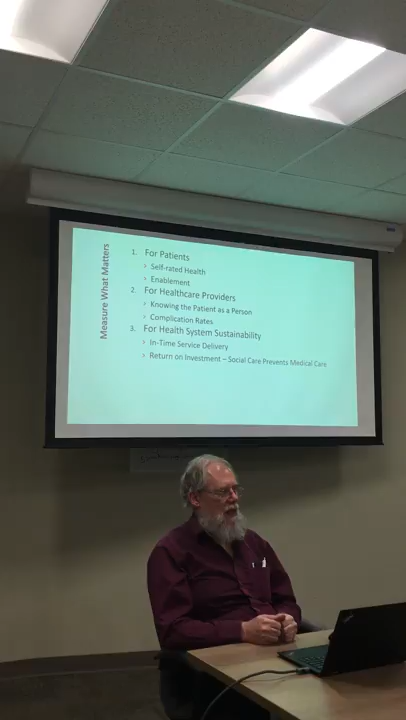 Measure What Matters
1. For Patients
> Self-rated Health
> Enablement
2. For Healthcare Providers
> Knowing the Patient as a Person
> Complication Rates
3. For Health System Sustainability
> In-Time Service Delivery
> Return on Investment – Social Care Prevents Medical Care